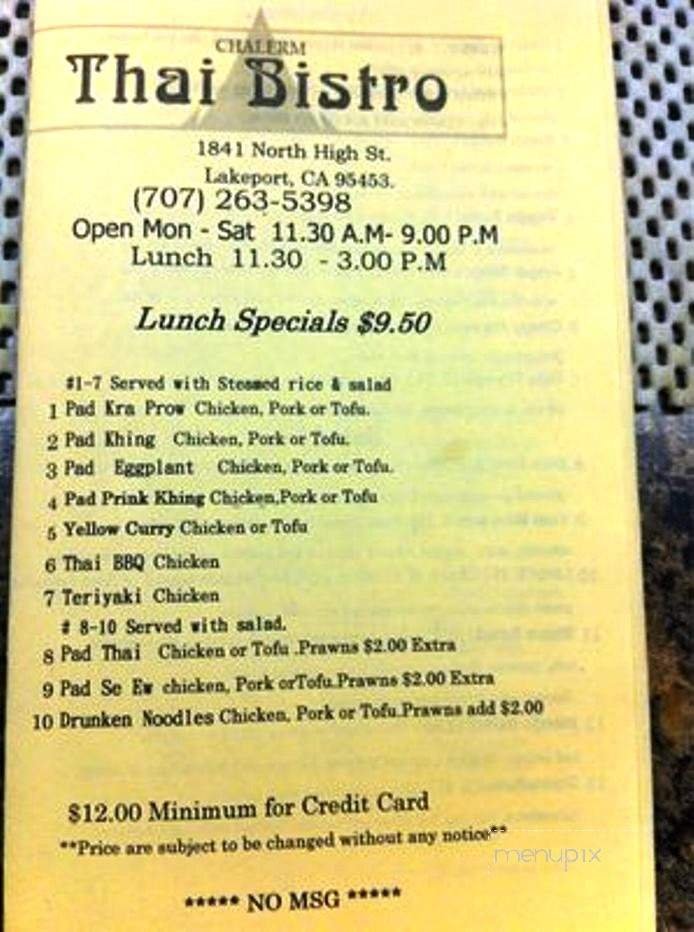 CHALERM
Thai Bistro
1841 North High St.
Lakeport, CA 95453.
(707) 263-5398
Open Mon - Sat 11.30 A.M- 9.00 P.M
Lunch 11.30 - 3.00 P.M
Lunch Specials $9.50
#1-7 Served with Steamed rice & salad
1 Pad Kra Prow Chicken, Pork or Tofu.
2 Pad Khing Chicken, Pork or Tofu.
3 Pad Eggplant Chicken, Pork or Tofu.
4 Pad Prink Khing Chicken,Pork or Tofu
5 Yellow Curry Chicken or Tofu
6 Thai BBQ Chicken
7 Teriyaki Chicken
# 8-10 Served with salad.
8 Pad Thai Chicken or Tofu .Prawns $2.00 Extra
9 Pad Se Ew chicken, Pork orTofu.Prawns $2.00 Extra
10 Drunken Noodles Chicken, Pork or Tofu.Prawns add $2.00
$12.00 Minimum for Credit Card
**Price are subject to be changed without any notice**
menupix
***** NO MSG *****